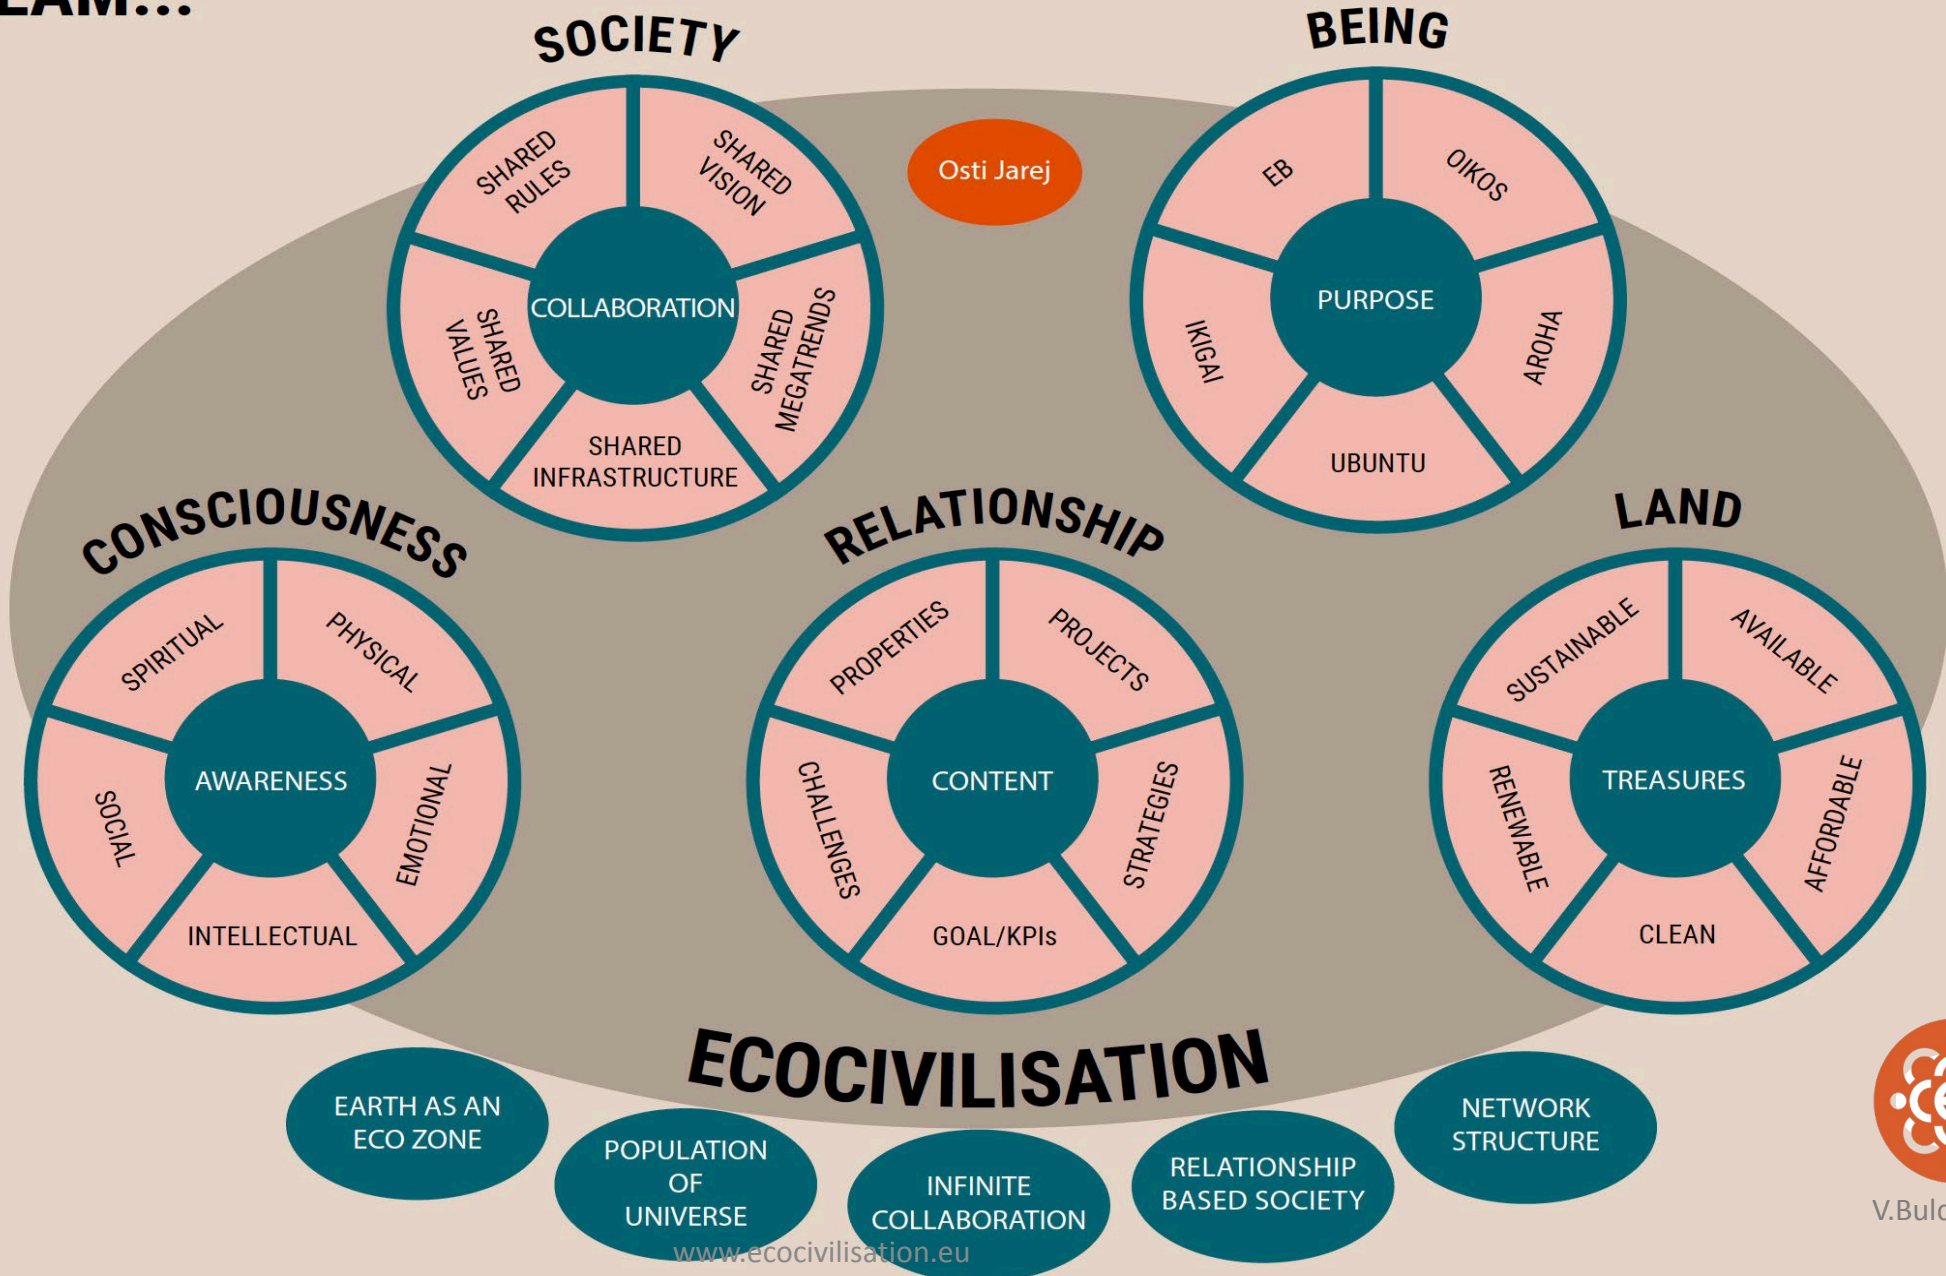 SOCIETY
SHARED
RULES
SHARED
VISION
SHARED
VALUES
COLLABORATION
SHARED
MEGATRENDS
SHARED
INFRASTRUCTURE
Osti Jarej
BEING
EB
OIKOS
IKIGAI
PURPOSE
AROHA
UBUNTU
CONSCIOUSNESS
SPIRITUAL
PHYSICAL
SOCIAL
AWARENESS
EMOTIONAL
INTELLECTUAL
RELATIONSHIP
PROPERTIES
PROJECTS
CHALLENGES
CONTENT
STRATEGIES
GOAL/KPIs
LAND
SUSTAINABLE
AVAILABLE
RENEWABLE
TREASURES
AFFORDABLE
CLEAN
ECOCIVILISATION
EARTH AS AN
ECO ZONE
POPULATION
OF
UNIVERSE
INFINITE
COLLABORATION
RELATIONSHIP
BASED SOCIETY
NETWORK
STRUCTURE
www.ecocivilisation.eu